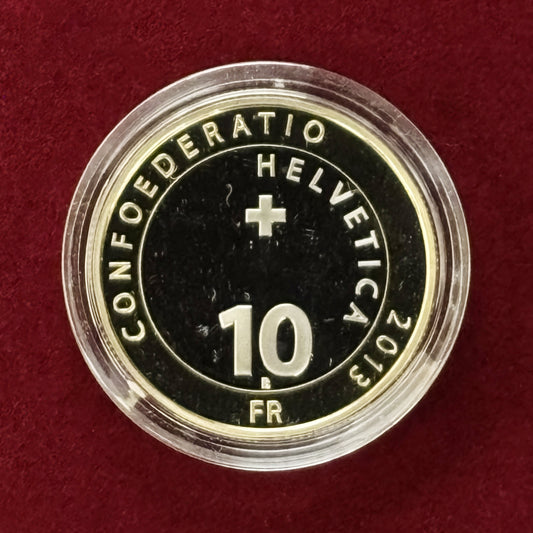 CONFOEDERATIO
HELVETICA
2013
10
B
FR